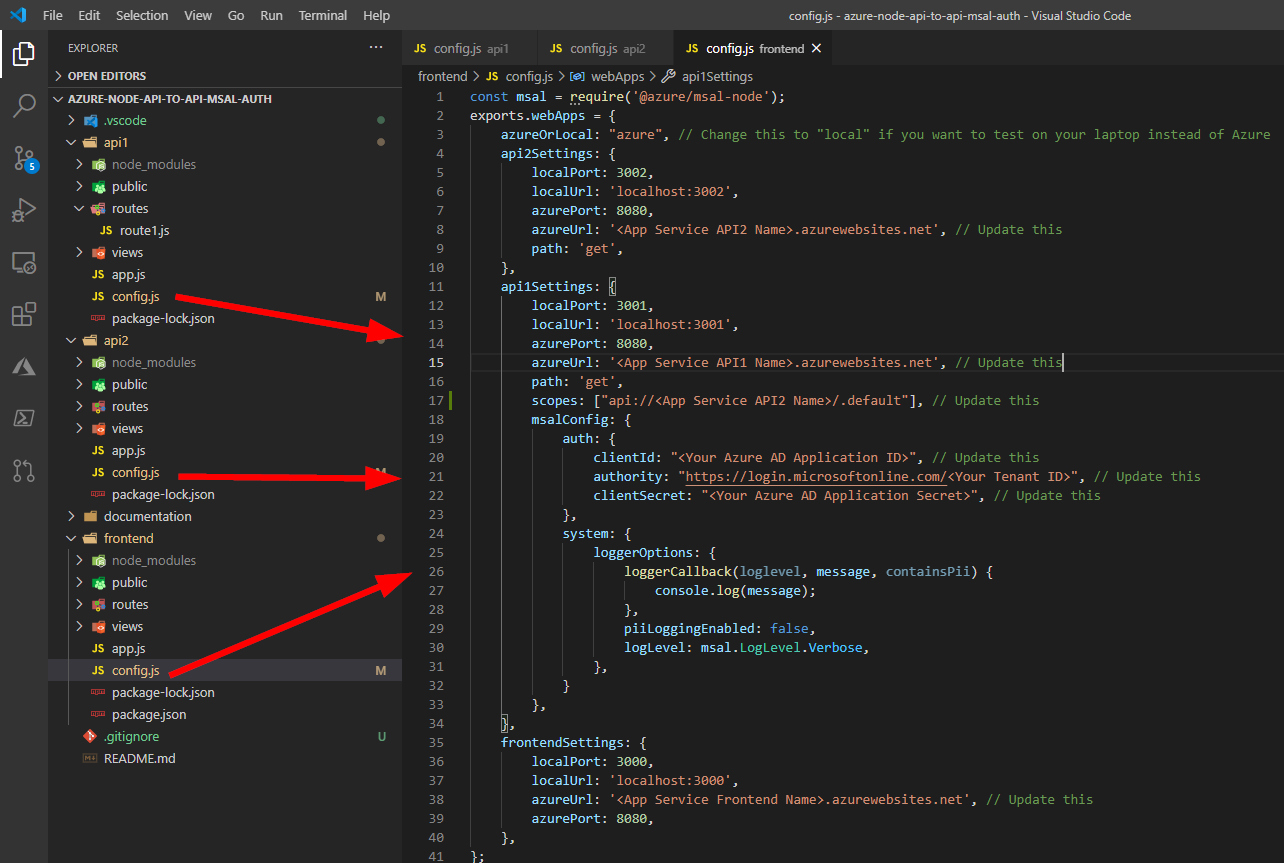 File Edit Selection View Go Run Terminal Help
config.js - azure-node-api-to-api-msal-auth - Visual Studio Code
EXPLORER ···
OPEN EDITORS
AZURE-NODE-API-TO-API-MSAL-AUTH
.vscode
api1
node_modules
public
routes
JS route1.js
views
JS app.js
JS config.js M
package-lock.json
api2
node_modules
public
routes
views
JS app.js
JS config.js M
package-lock.json
documentation
frontend
node_modules
public
routes
views
JS app.js
JS config.js M
package-lock.json
package.json
.gitignore U
README.md
5
JS config.js api1
JS config.js api2
JS config.js frontend
frontend > JS config.js > webApps > api1Settings
1 const msal = require('@azure/msal-node');
2 exports.webApps = {
3 azureOrLocal: "azure", // Change this to "local" if you want to test on your laptop instead of Azure
4 api2Settings: {
5 localPort: 3002,
6 localUrl: 'localhost:3002',
7 azurePort: 8080,
8 azureUrl: '<App Service API2 Name>.azurewebsites.net', // Update this
9 path: 'get',
10 },
11 api1Settings: {
12 localPort: 3001,
13 localUrl: 'localhost:3001',
14 azurePort: 8080,
15 azureUrl: '<App Service API1 Name>.azurewebsites.net', // Update this
16 path: 'get',
17 scopes: ["api://<App Service API2 Name>/.default"], // Update this
18 msalConfig: {
19 auth: {
20 clientId: "<Your Azure AD Application ID>", // Update this
21 authority: "https://login.microsoftonline.com/<Your Tenant ID>", // Update this
22 clientSecret: "<Your Azure AD Application Secret>", // Update this
23 },
24 system: {
25 loggerOptions: {
26 loggerCallback(loglevel, message, containsPii) {
27 console.log(message);
28 },
29 piiLoggingEnabled: false,
30 logLevel: msal.LogLevel.Verbose,
31 },
32 }
33 },
34 },
35 frontendSettings: {
36 localPort: 3000,
37 localUrl: 'localhost:3000',
38 azureUrl: '<App Service Frontend Name>.azurewebsites.net', // Update this
39 azurePort: 8080,
40 },
41 };